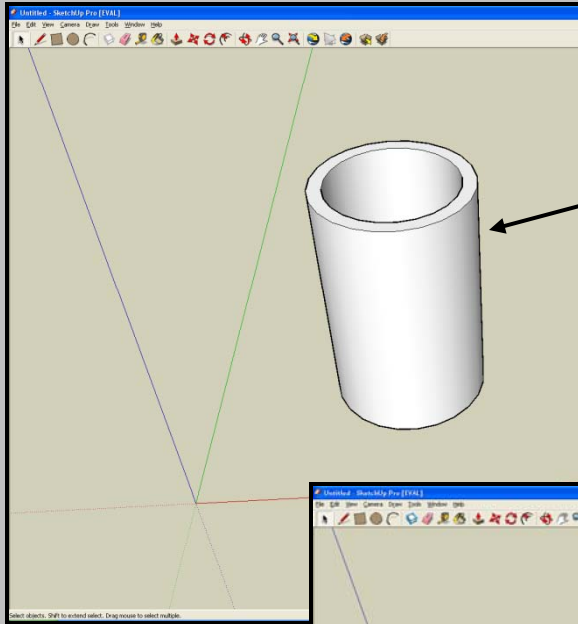 Untitled - SketchUp Pro [EVAL]
File Edit View Camera Draw Tools Window Help
Select objects. Shift to extend select. Drag mouse to select multiple.
Untitled - SketchUp Pro [EVAL]
File Edit View Camera Draw Tools Window Help